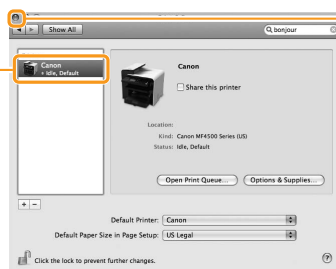 Show All
bonjour
Canon
• Idle, Default
Canon
Share this printer
Location:
Kind: Canon MF4500 Series (US)
Status: Idle, Default
Open Print Queue...
Options & Supplies...
+ −
Default Printer: Canon
Default Paper Size in Page Setup: US Legal
Click the lock to prevent further changes.
?